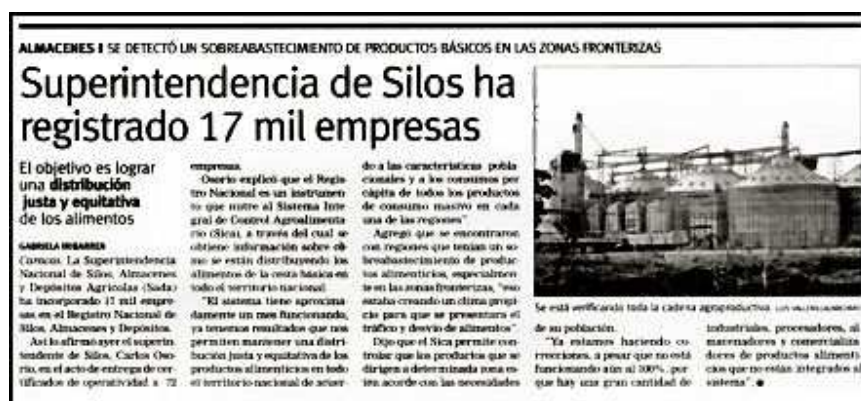 ALMACENES I SE DETECTÓ UN SOBREABASTECIMIENTO DE PRODUCTOS BÁSICOS EN LAS ZONAS FRONTERIZAS
Superintendencia de Silos ha
registrado 17 mil empresas
El objetivo es lograr
una distribución
justa y equitativa
de los alimentos
GABRIELA IRIBARREN
Caracas. La Superintendencia
Nacional de Silos, Almacenes
y Depósitos Agrícolas (Sada)
ha incorporado 17 mil empre-
sas en el Registro Nacional de
Silos, Almacenes y Depósitos.
Así lo afirmó ayer el superin-
tendente de Silos, Carlos Oso-
rio, en el acto de entrega de cer-
tificados de operatividad a 72
empresas.
Osorio explicó que el Regis-
tro Nacional es un instrumen-
to que nutre al Sistema Inte-
gral de Control Agroalimenta-
rio (Sica), a través del cual se
obtiene información sobre có-
mo se están distribuyendo los
alimentos de la cesta básica en
todo el territorio nacional.
"El sistema tiene aproxima-
damente un mes funcionando,
ya tenemos resultados que nos
permiten mantener una distri-
bución justa y equitativa de los
productos alimenticios en todo
el territorio nacional de acuer-
do a las características pobla-
cionales y a los consumos per
cápita de todos los productos
de consumo masivo en cada
una de las regiones".
Agregó que se encontraron
con regiones que tenían un so-
breabastecimiento de produc-
tos alimenticios, especialmen-
te en las zonas fronterizas, "eso
estaba creando un clima propi-
cio para que se presentara el
tráfico y desvío de alimentos".
Dijo que el Sica permite con-
trolar que los productos que se
dirigen a determinada zona es-
tén acorde con las necesidades
Se está verificando toda la cadena agroproductiva
de su población.
"Ya estamos haciendo co-
rrecciones, a pesar que no está
funcionando aún al 100%, por-
que hay una gran cantidad de
industriales, procesadores, al-
macenadores y comercializa-
dores de productos alimenti-
cios que no están integrados al
sistema". ●